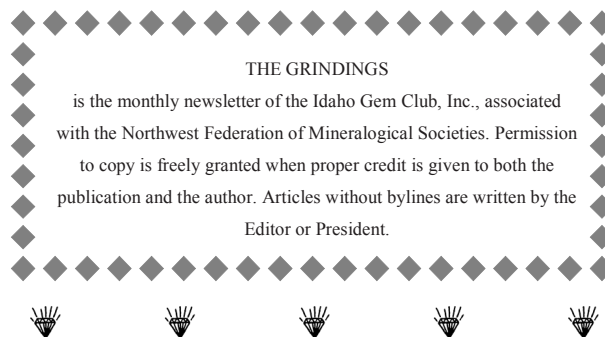 THE GRINDINGS
is the monthly newsletter of the Idaho Gem Club, Inc., associated
with the Northwest Federation of Mineralogical Societies. Permission
to copy is freely granted when proper credit is given to both the
publication and the author. Articles without bylines are written by the
Editor or President.